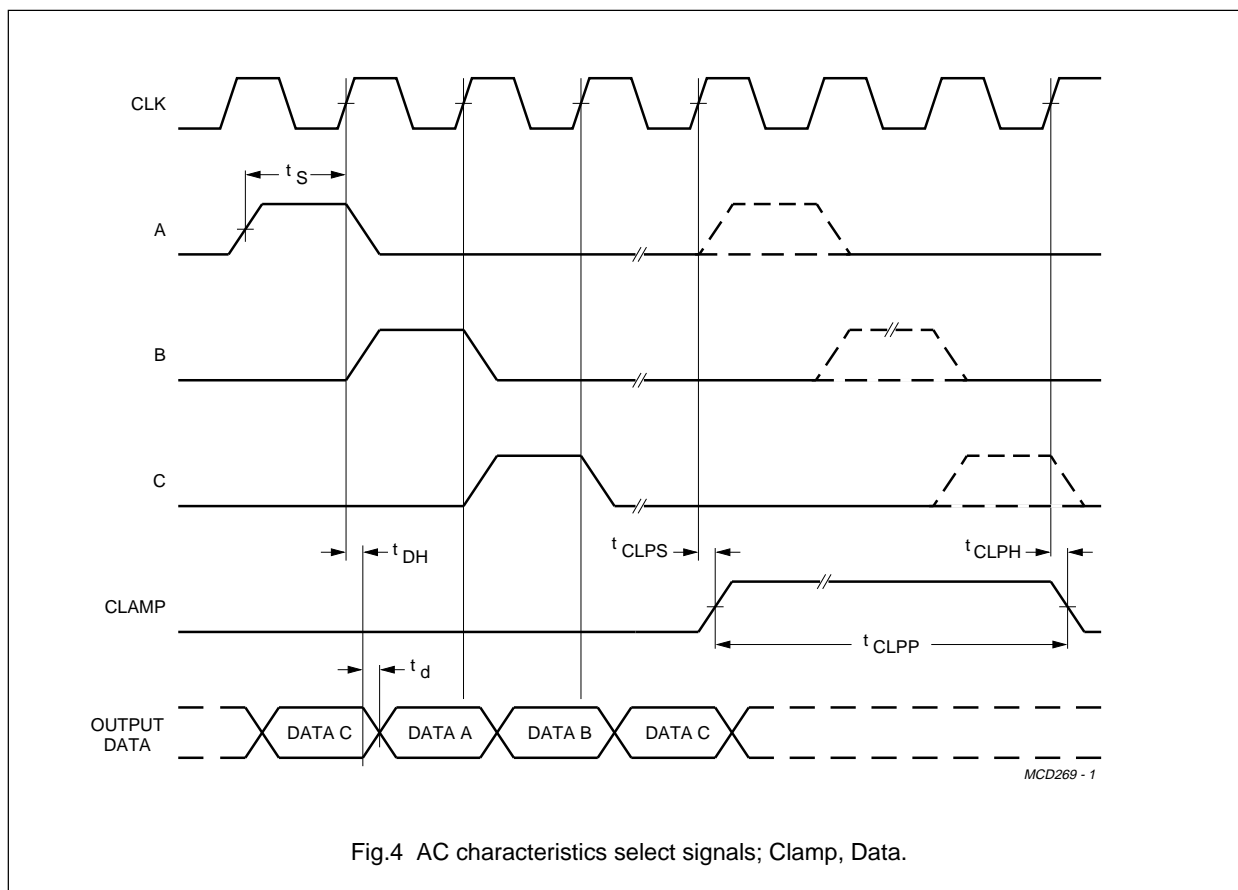 CLK
t S
A
B
C
t DH
t CLPS
t CLPH
CLAMP
t CLPP
t d
OUTPUT
DATA
DATA C
DATA A
DATA B
DATA C
MCD269 - 1
Fig.4 AC characteristics select signals; Clamp, Data.